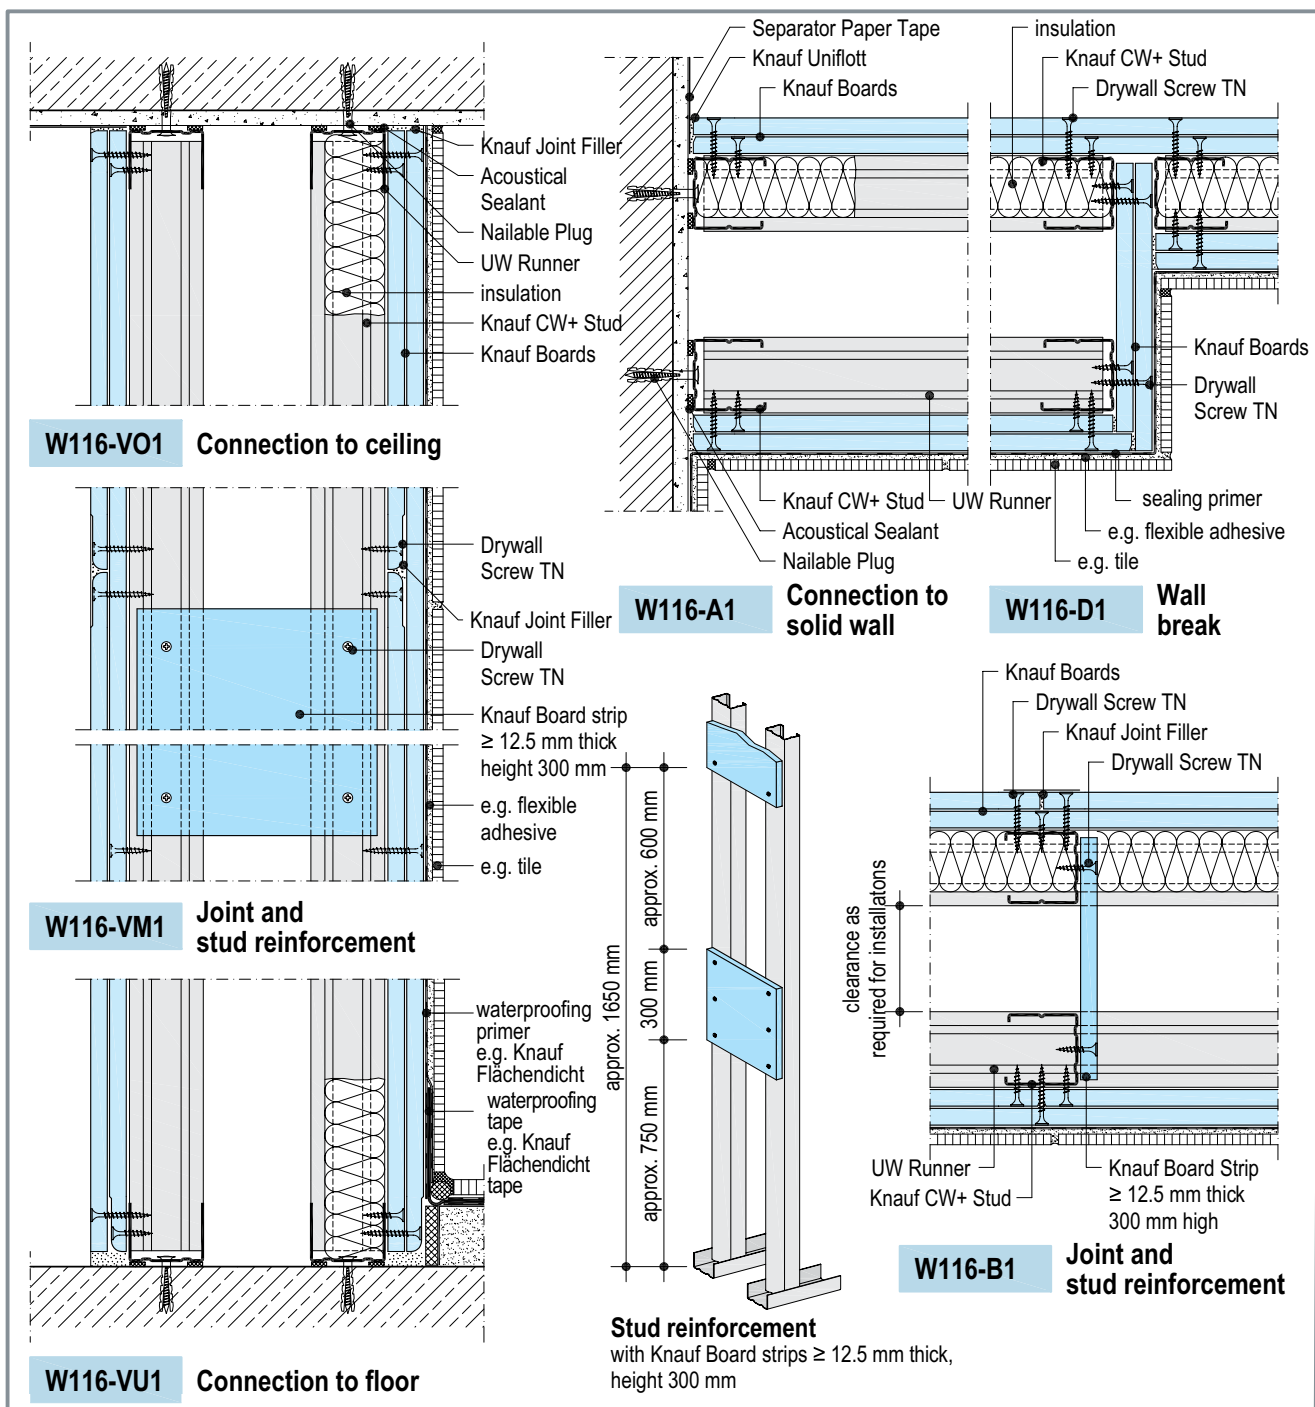 Knauf Joint Filler
Acoustical
Sealant
Nailable Plug
UW Runner
insulation
Knauf CW+ Stud
Knauf Boards
W116-VO1 Connection to ceiling
Separator Paper Tape
Knauf Uniflott
Knauf Boards
insulation
Knauf CW+ Stud
Drywall Screw TN
Knauf Boards
Drywall
Screw TN
Knauf CW+ Stud
UW Runner
Acoustical Sealant
Nailable Plug
sealing primer
e.g. flexible adhesive
e.g. tile
W116-A1 Connection to
solid wall
W116-D1 Wall
break
Drywall
Screw TN
Knauf Joint Filler
Drywall
Screw TN
Knauf Board strip
≥ 12.5 mm thick
height 300 mm
e.g. flexible
adhesive
e.g. tile
W116-VM1 Joint and
stud reinforcement
waterproofing
primer
e.g. Knauf
Flächendicht
waterproofing
tape
e.g. Knauf
Flächendicht
tape
W116-VU1 Connection to floor
approx. 1650 mm
approx. 600 mm
300 mm
approx. 750 mm
Stud reinforcement
with Knauf Board strips ≥ 12.5 mm thick,
height 300 mm
Knauf Boards
Drywall Screw TN
Knauf Joint Filler
Drywall Screw TN
clearance as
required for installatons
UW Runner
Knauf CW+ Stud
Knauf Board Strip
≥ 12.5 mm thick
300 mm high
W116-B1 Joint and
stud reinforcement